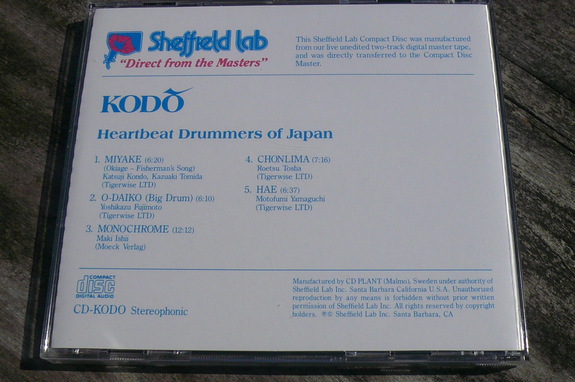 Sheffield lab
"Direct from the Masters"
This Sheffield Lab Compact Disc was manufactured
from our live unedited two-track digital master tape,
and was directly transferred to the Compact Disc
Master.
KODŌ
Heartbeat Drummers of Japan
1. MIYAKE (6:20)
(Okiage – Fisherman's Song)
Katsuji Kondo, Kazuaki Tomida
(Tigerwise LTD)
2. O-DAIKO (Big Drum) (6:10)
Yoshikazu Fujimoto
(Tigerwise LTD)
3. MONOCHROME (12:12)
Maki Ishii
(Moeck Verlag)
4. CHONLIMA (7:16)
Roetsu Tosha
(Tigerwise LTD)
5. HAE (6:37)
Motofumi Yamaguchi
(Tigerwise LTD)
COMPACT
disc
DIGITAL AUDIO
CD-KODO Stereophonic
Manufactured by CD PLANT (Malmo), Sweden under authority of
Sheffield Lab Inc. Santa Barbara California U S.A. Unauthorized
reproduction by any means is forbidden without prior written
permission of Sheffield Lab Inc. All rights reserved by copyright
holders. ℗© Sheffield Lab Inc. Santa Barbara, CA